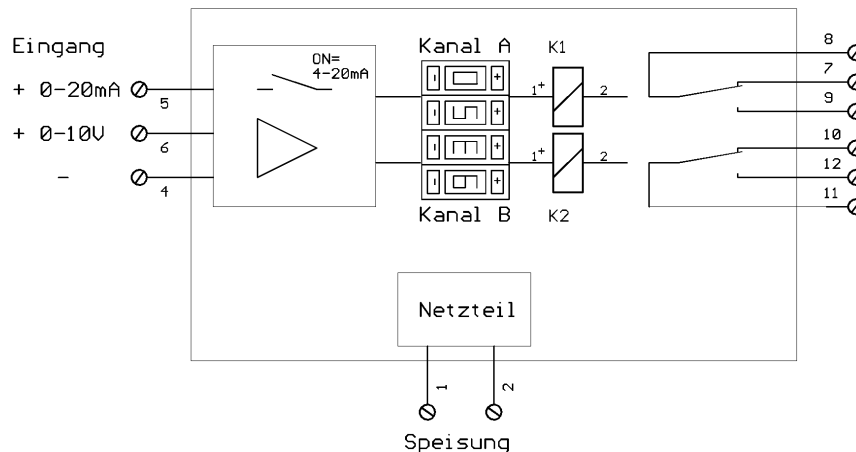 Eingang
+ 0-20mA
5
+ 0-10V
6
-
4
ON=
4-20mA
Kanal A
- +
- +
- +
- +
Kanal B
K1
1+ 2
1+ 2
K2
8
7
9
10
12
11
Netzteil
1 2
Speisung